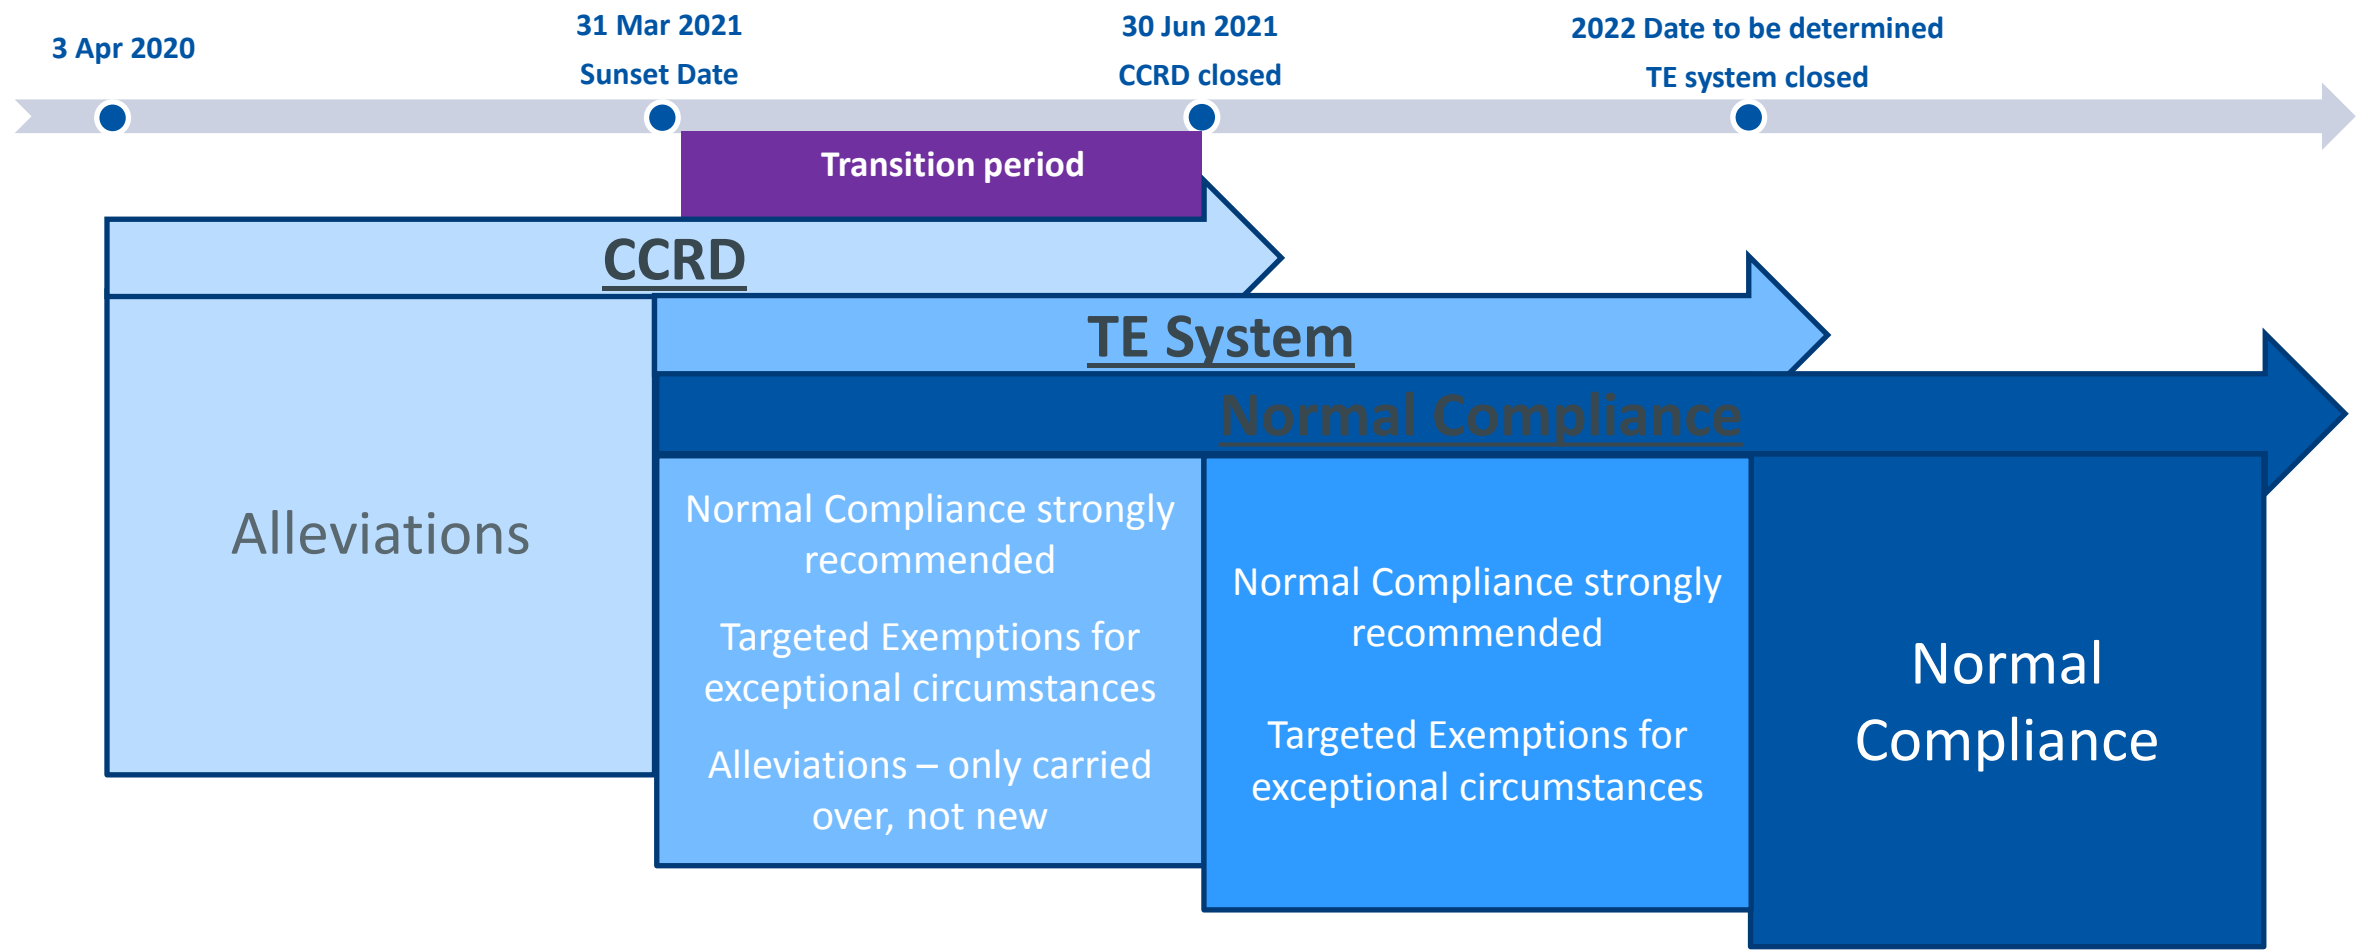 3 Apr 2020
31 Mar 2021
Sunset Date
30 Jun 2021
CCRD closed
2022 Date to be determined
TE system closed
Transition period
CCRD
TE System
Normal Compliance
Alleviations
Normal Compliance strongly
recommended
Targeted Exemptions for
exceptional circumstances
Alleviations – only carried
over, not new
Normal Compliance strongly
recommended
Targeted Exemptions for
exceptional circumstances
Normal
Compliance